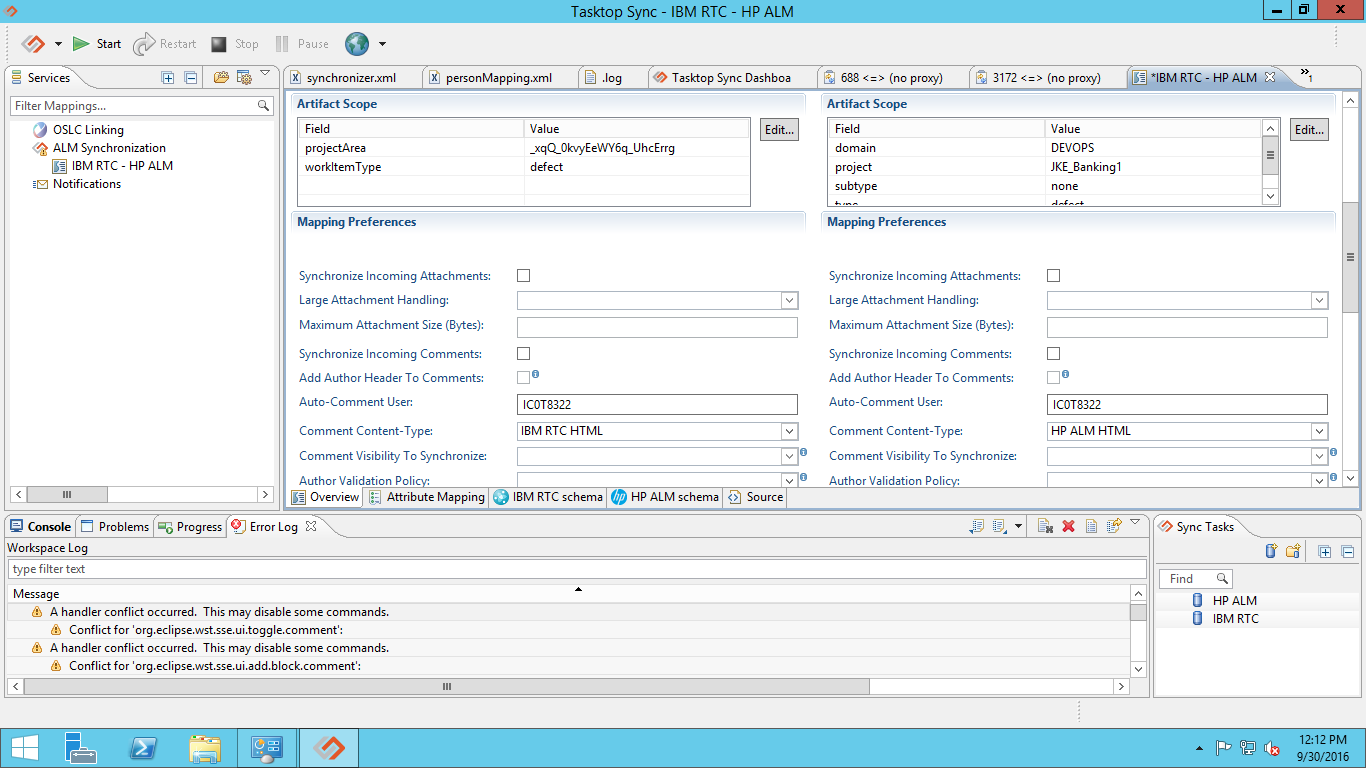 Tasktop Sync - IBM RTC - HP ALM
Start Restart Stop Pause
Services
synchronizer.xml personMapping.xml .log Tasktop Sync Dashboa 688 <=> (no proxy) 3172 <=> (no proxy) *IBM RTC - HP ALM »1
Filter Mappings...
OSLC Linking
ALM Synchronization
IBM RTC - HP ALM
Notifications
Artifact Scope
Field Value
projectArea _xqQ_0kvyEeWY6q_UhcErrg
workItemType defect
Edit...
Mapping Preferences
Synchronize Incoming Attachments:
Large Attachment Handling:
Maximum Attachment Size (Bytes):
Synchronize Incoming Comments:
Add Author Header To Comments:
Auto-Comment User: IC0T8322
Comment Content-Type: IBM RTC HTML
Comment Visibility To Synchronize:
Author Validation Policy:
Artifact Scope
Field Value
domain DEVOPS
project JKE_Banking1
subtype none
type defect
Edit...
Mapping Preferences
Synchronize Incoming Attachments:
Large Attachment Handling:
Maximum Attachment Size (Bytes):
Synchronize Incoming Comments:
Add Author Header To Comments:
Auto-Comment User: IC0T8322
Comment Content-Type: HP ALM HTML
Comment Visibility To Synchronize:
Author Validation Policy:
Overview Attribute Mapping IBM RTC schema HP ALM schema Source
Console Problems Progress Error Log
Workspace Log
type filter text
Message
A handler conflict occurred. This may disable some commands.
Conflict for 'org.eclipse.wst.sse.ui.toggle.comment':
A handler conflict occurred. This may disable some commands.
Conflict for 'org.eclipse.wst.sse.ui.add.block.comment':
Sync Tasks
Find
HP ALM
IBM RTC
12:12 PM
9/30/2016